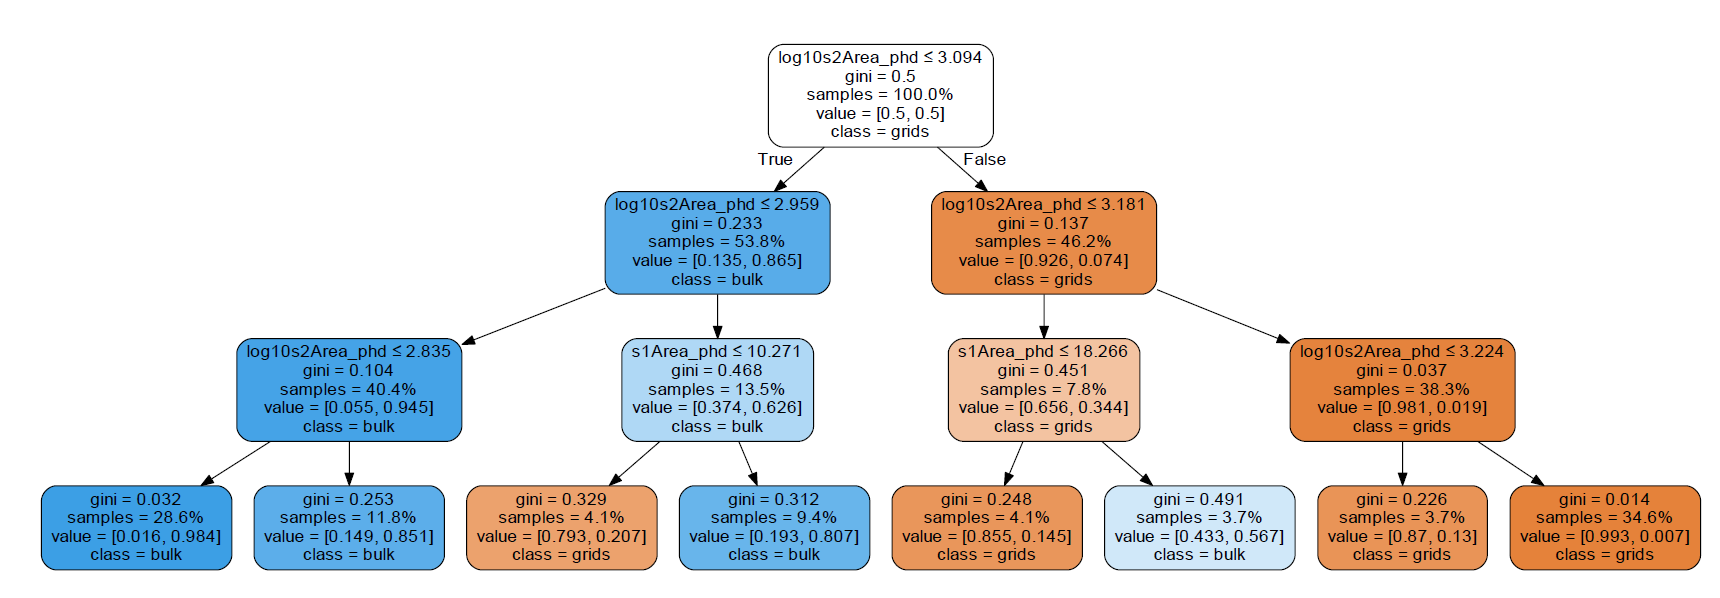 log10s2Area_phd ≤ 3.094
gini = 0.5
samples = 100.0%
value = [0.5, 0.5]
class = grids
True
False
log10s2Area_phd ≤ 2.959
gini = 0.233
samples = 53.8%
value = [0.135, 0.865]
class = bulk
log10s2Area_phd ≤ 3.181
gini = 0.137
samples = 46.2%
value = [0.926, 0.074]
class = grids
log10s2Area_phd ≤ 2.835
gini = 0.104
samples = 40.4%
value = [0.055, 0.945]
class = bulk
s1Area_phd ≤ 10.271
gini = 0.468
samples = 13.5%
value = [0.374, 0.626]
class = bulk
s1Area_phd ≤ 18.266
gini = 0.451
samples = 7.8%
value = [0.656, 0.344]
class = grids
log10s2Area_phd ≤ 3.224
gini = 0.037
samples = 38.3%
value = [0.981, 0.019]
class = grids
gini = 0.032
samples = 28.6%
value = [0.016, 0.984]
class = bulk
gini = 0.253
samples = 11.8%
value = [0.149, 0.851]
class = bulk
gini = 0.329
samples = 4.1%
value = [0.793, 0.207]
class = grids
gini = 0.312
samples = 9.4%
value = [0.193, 0.807]
class = bulk
gini = 0.248
samples = 4.1%
value = [0.855, 0.145]
class = grids
gini = 0.491
samples = 3.7%
value = [0.433, 0.567]
class = bulk
gini = 0.226
samples = 3.7%
value = [0.87, 0.13]
class = grids
gini = 0.014
samples = 34.6%
value = [0.993, 0.007]
class = grids